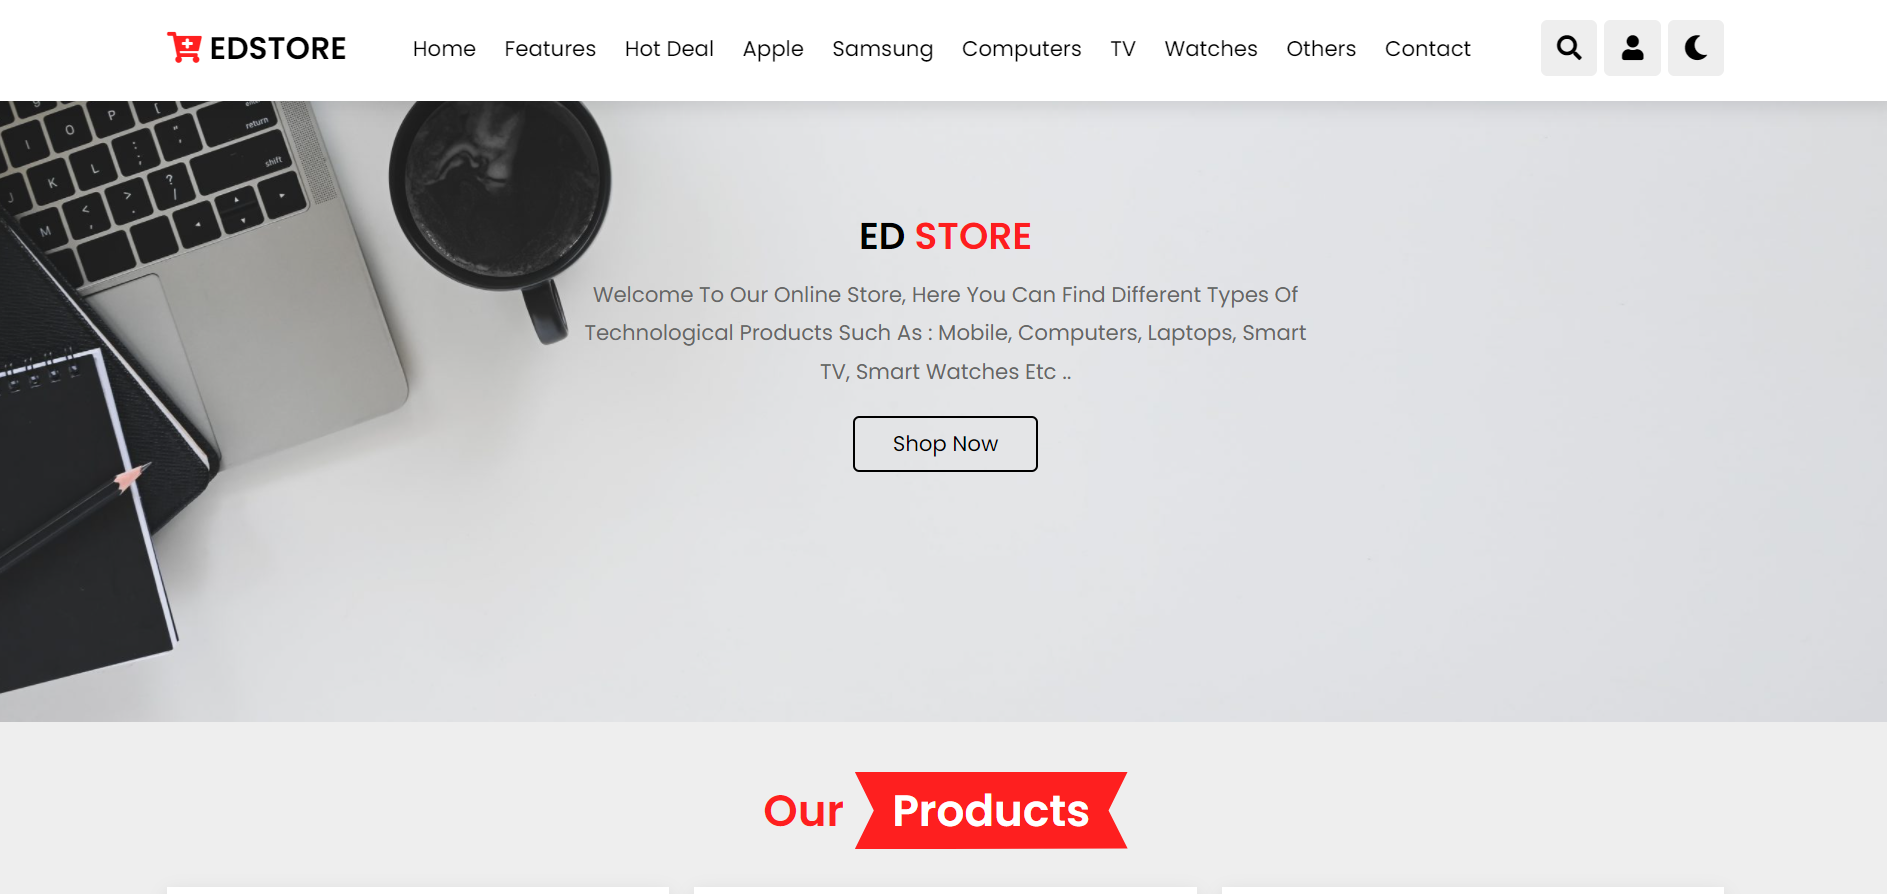 EDSTORE
Home Features Hot Deal Apple Samsung Computers TV Watches Others Contact
return
shift
O P [
I L : ; " '
J K < , > . ? /
M
ED STORE
Welcome To Our Online Store, Here You Can Find Different Types Of
Technological Products Such As : Mobile, Computers, Laptops, Smart
TV, Smart Watches Etc ..
Shop Now
Our Products